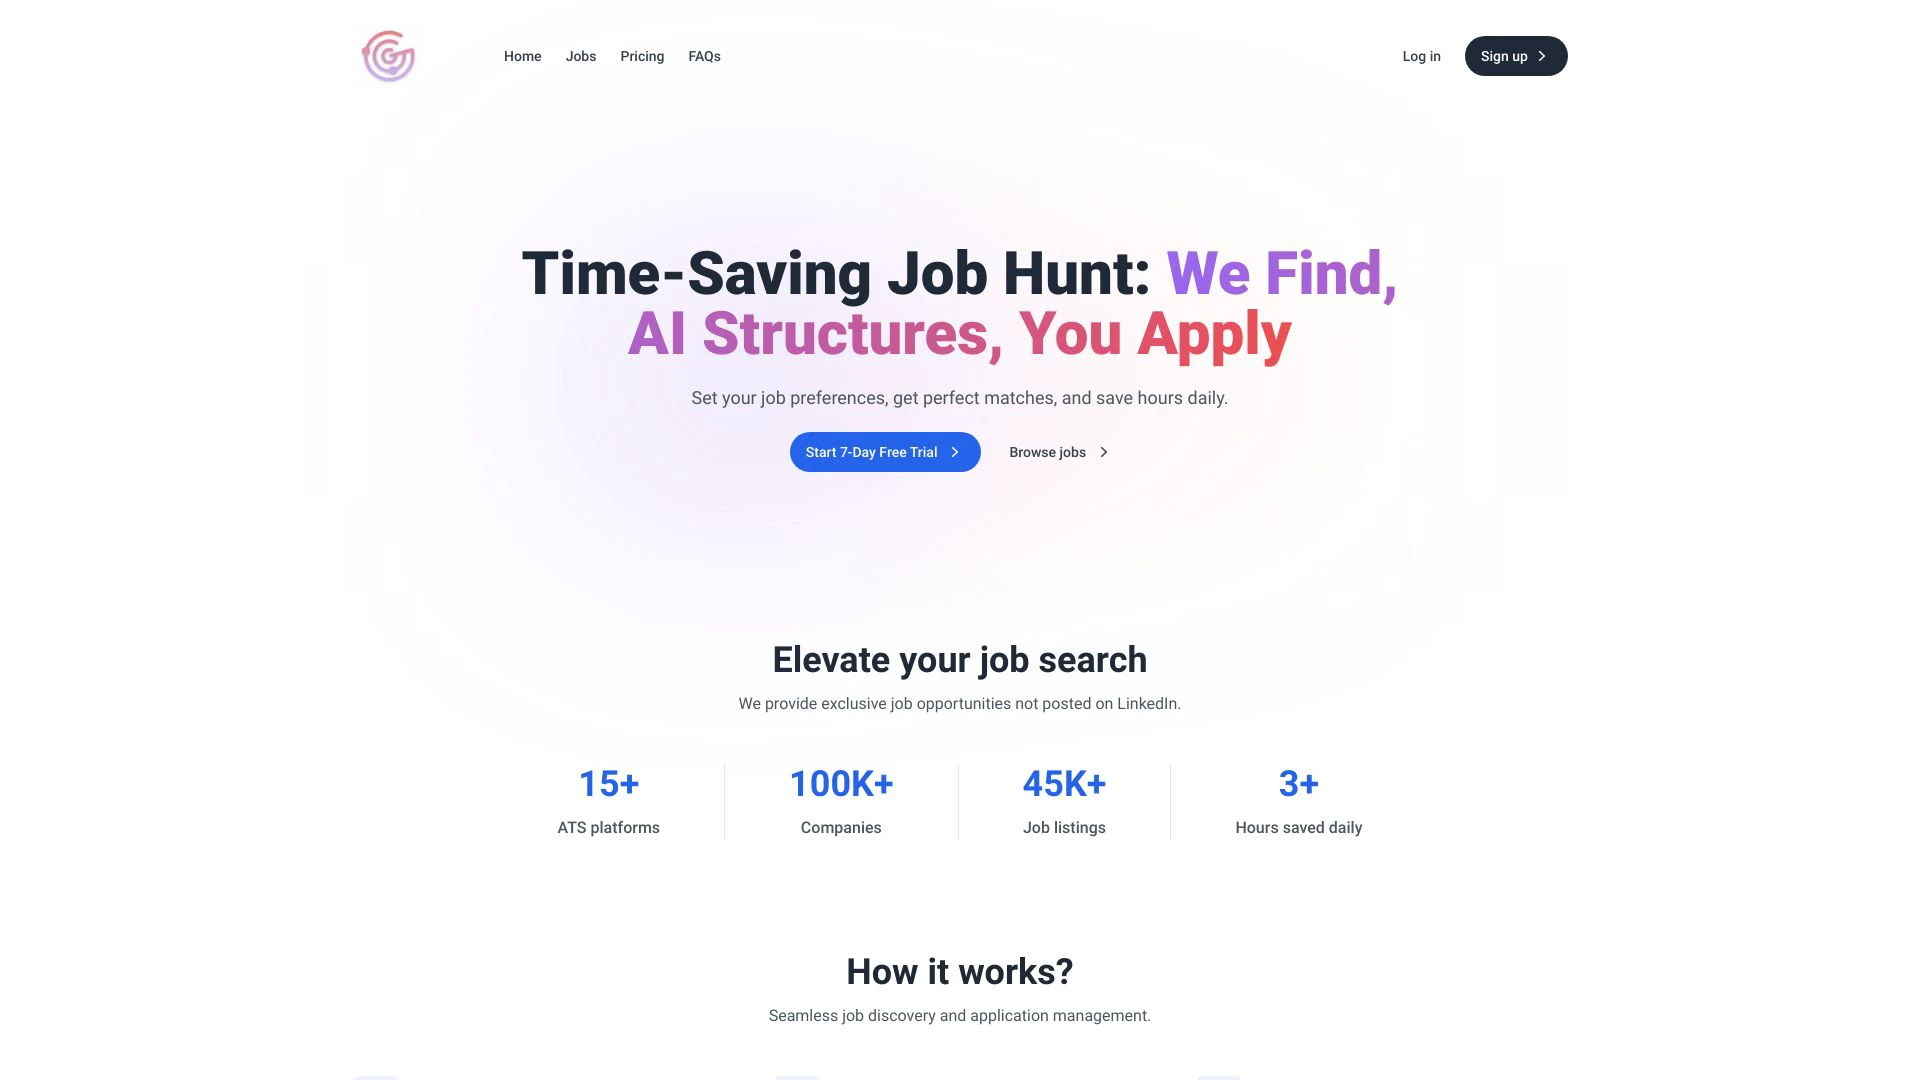 Home
Jobs
Pricing
FAQs
Log in
Sign up
Time-Saving Job Hunt: We Find,
AI Structures, You Apply
Set your job preferences, get perfect matches, and save hours daily.
Start 7-Day Free Trial
Browse jobs
Elevate your job search
We provide exclusive job opportunities not posted on LinkedIn.
15+
ATS platforms
100K+
Companies
45K+
Job listings
3+
Hours saved daily
How it works?
Seamless job discovery and application management.